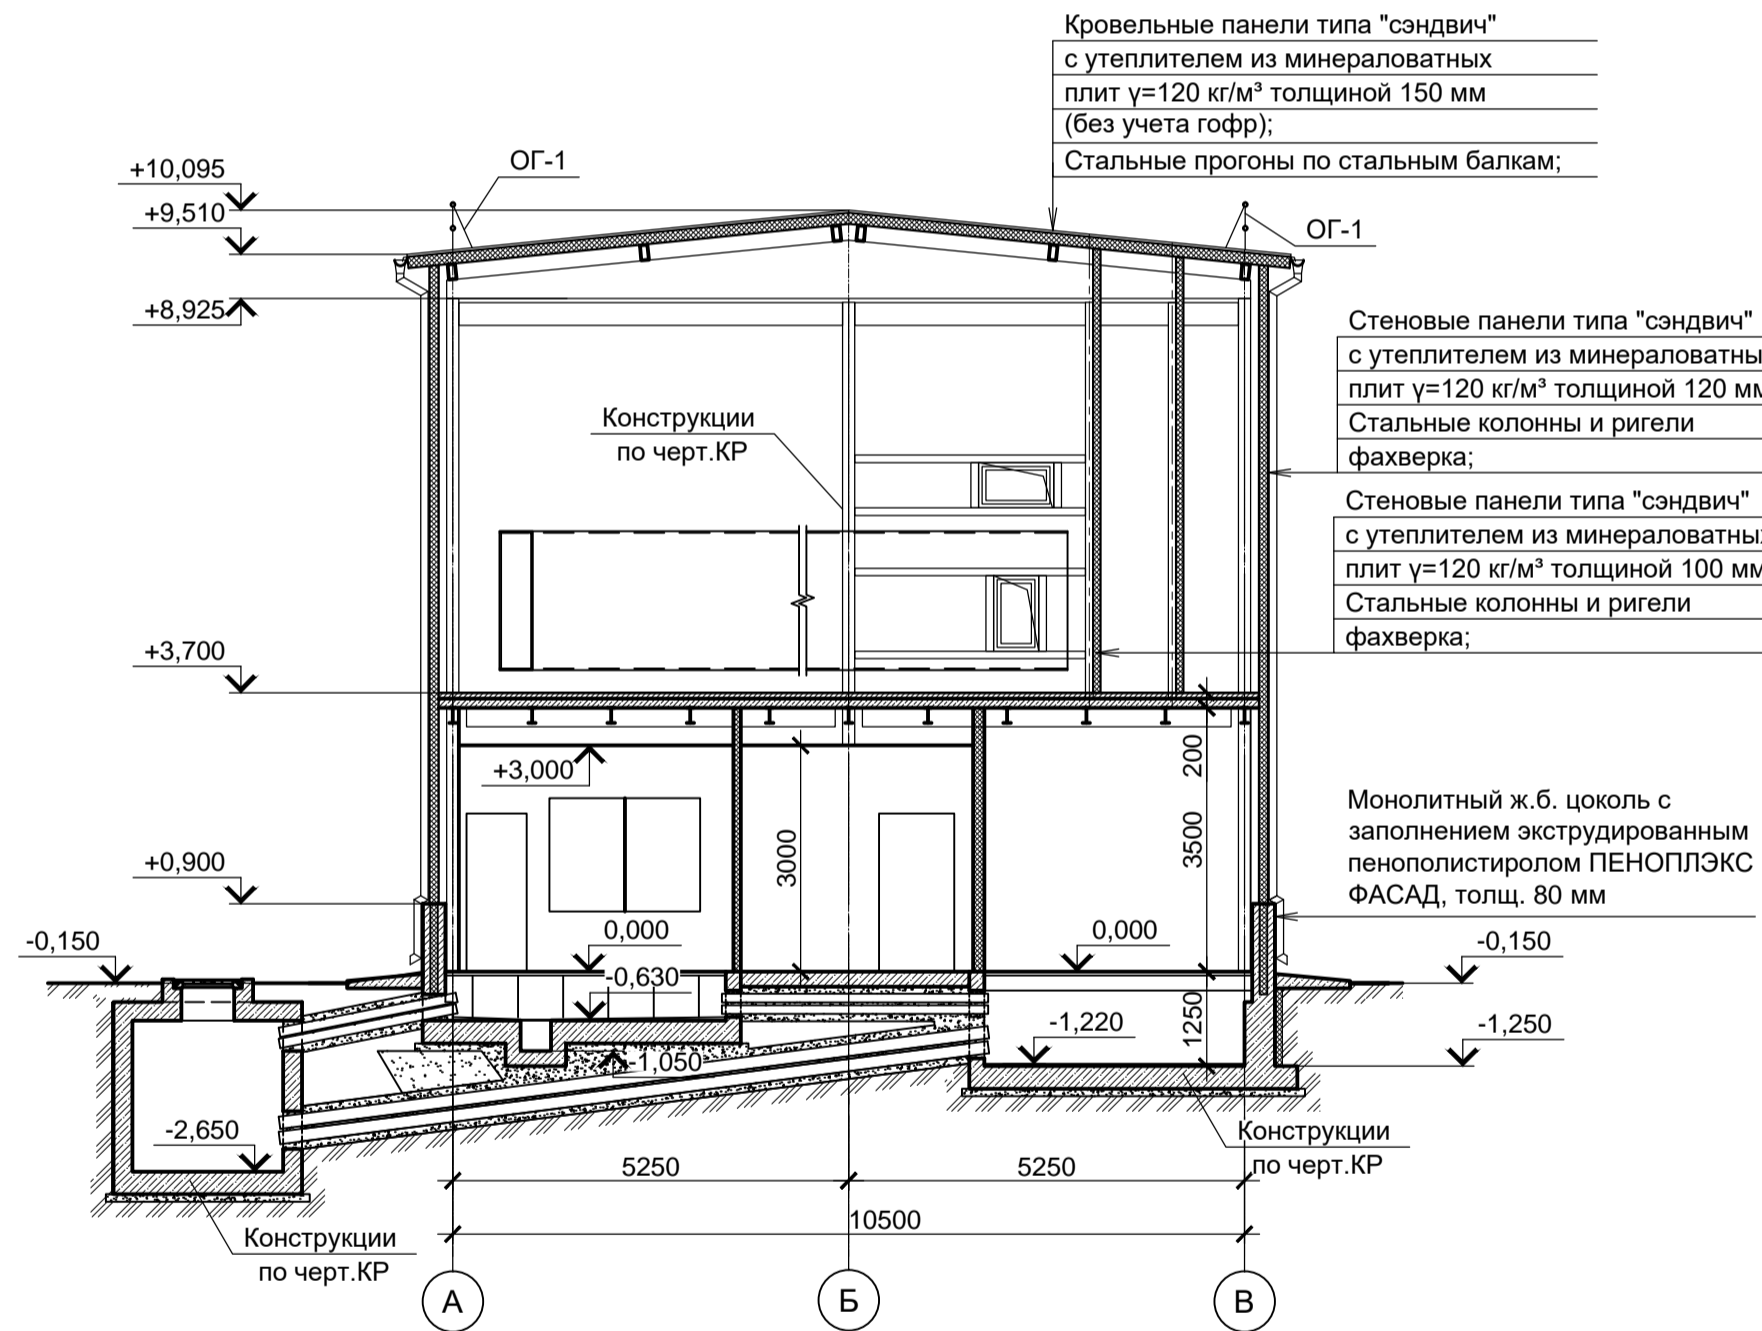 Кровельные панели типа "сэндвич"
с утеплителем из минераловатных
плит γ=120 кг/м³ толщиной 150 мм
(без учета гофр);
Стальные прогоны по стальным балкам;
+10,095
ОГ-1
+9,510
ОГ-1
+8,925
Стеновые панели типа "сэндвич"
с утеплителем из минераловатны
плит γ=120 кг/м³ толщиной 120 мм
Стальные колонны и ригели
фахверка;
Конструкции
по черт.КР
Стеновые панели типа "сэндвич"
с утеплителем из минераловатных
плит γ=120 кг/м³ толщиной 100 мм
Стальные колонны и ригели
фахверка;
+3,700
200
+3,000
3000
3500
Монолитный ж.б. цоколь с
заполнением экструдированным
пенополистиролом ПЕНОПЛЭКС
ФАСАД, толщ. 80 мм
+0,900
-0,150
0,000
0,000
-0,150
-0,630
1250
-1,220
-1,250
-1,050
-2,650
Конструкции
по черт.КР
5250
5250
10500
Конструкции
по черт.КР
А
Б
В